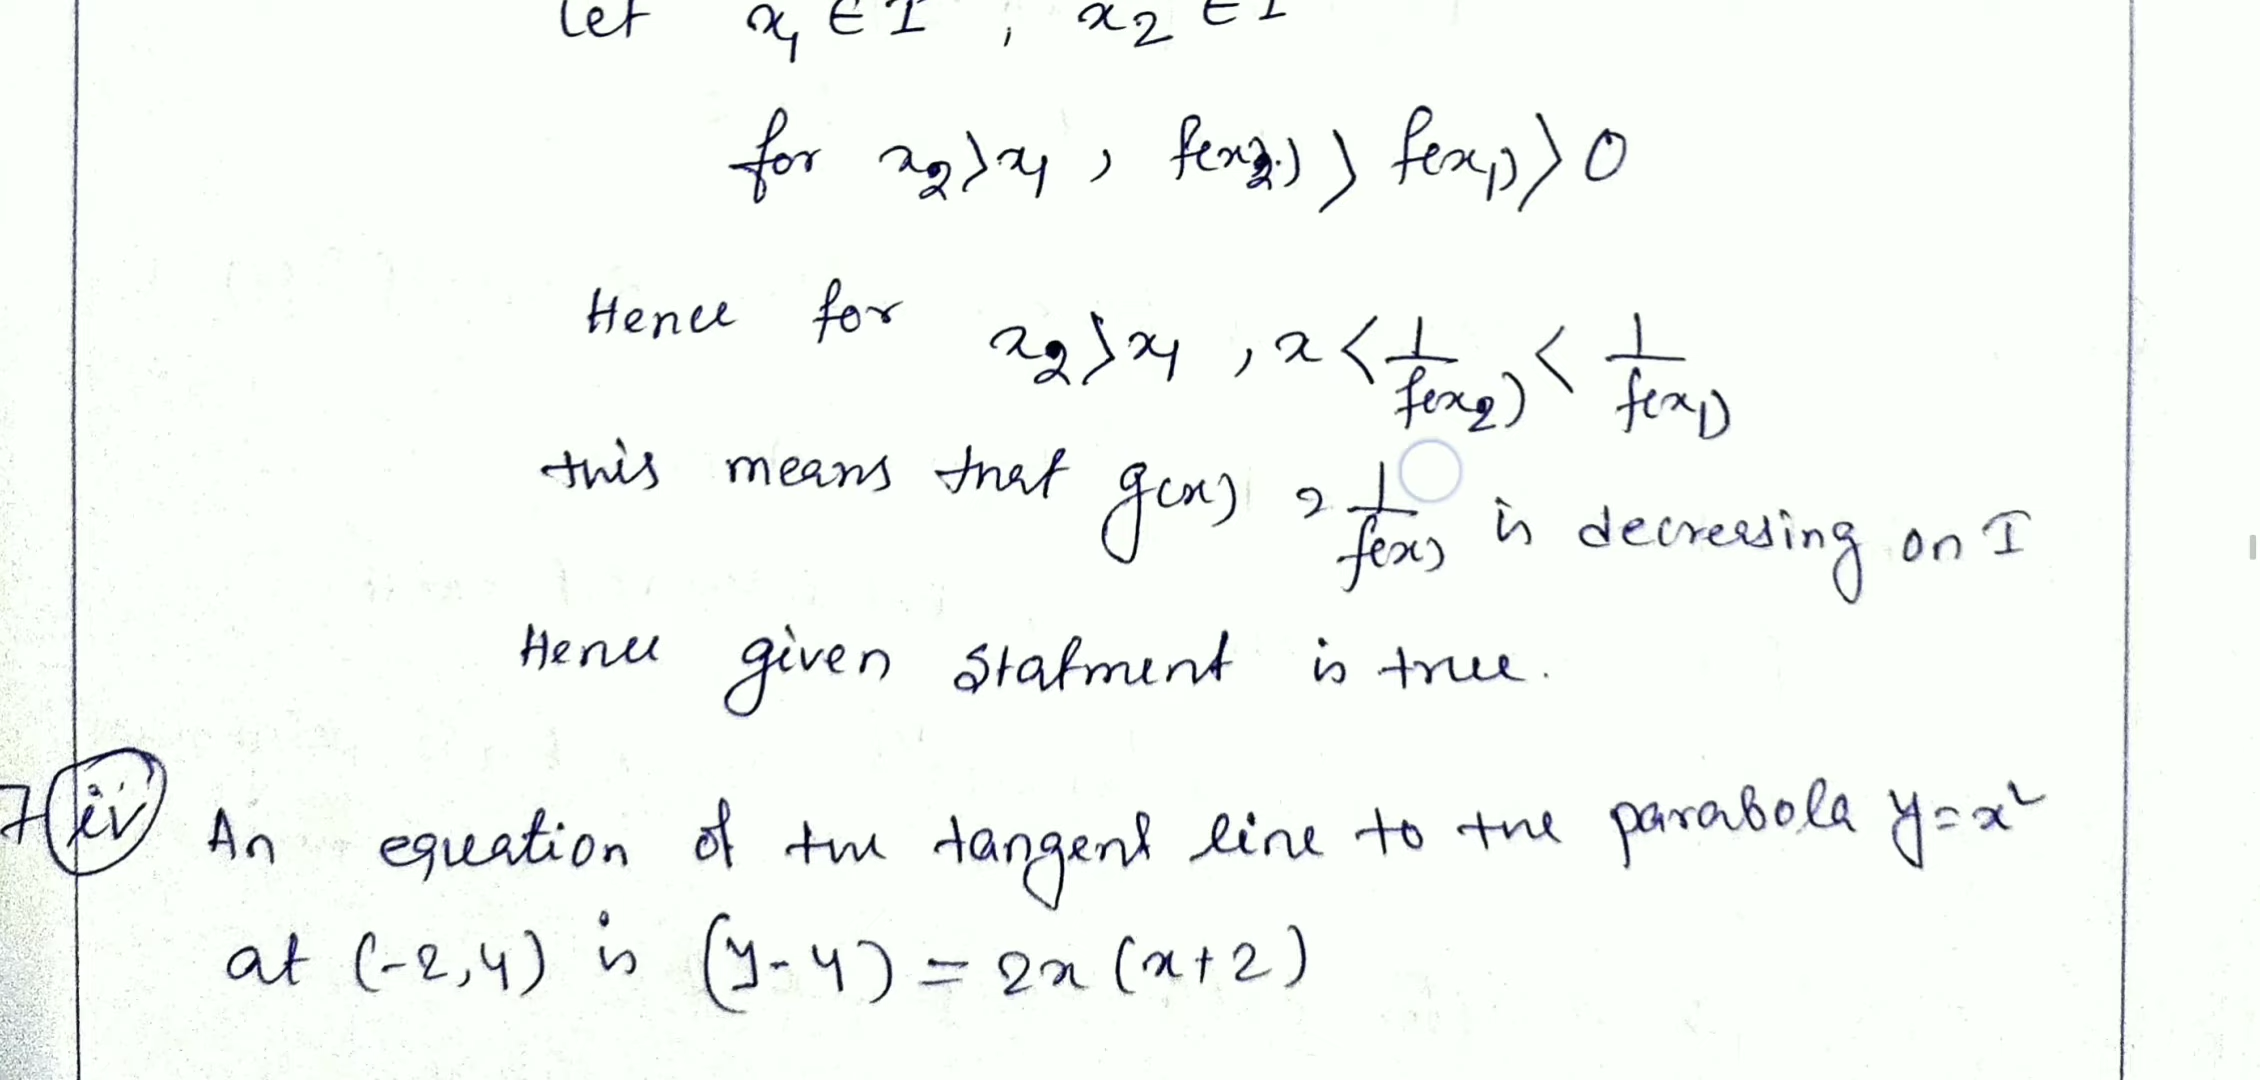 let x₁ ∈ I , x₂ ∈ I
for x₂ > x₁ , f(x₂) > f(x₁) > 0
Hence for x₂ > x₁ , x < 1/f(x₂) < 1/f(x₁)
this means that g(x) = 1/f(x) is decreasing on I
Hence given statment is true.
7 iv An equation of the tangent line to the parabola y=x²
at (-2,4) is (y-4) = 2x (x+2)